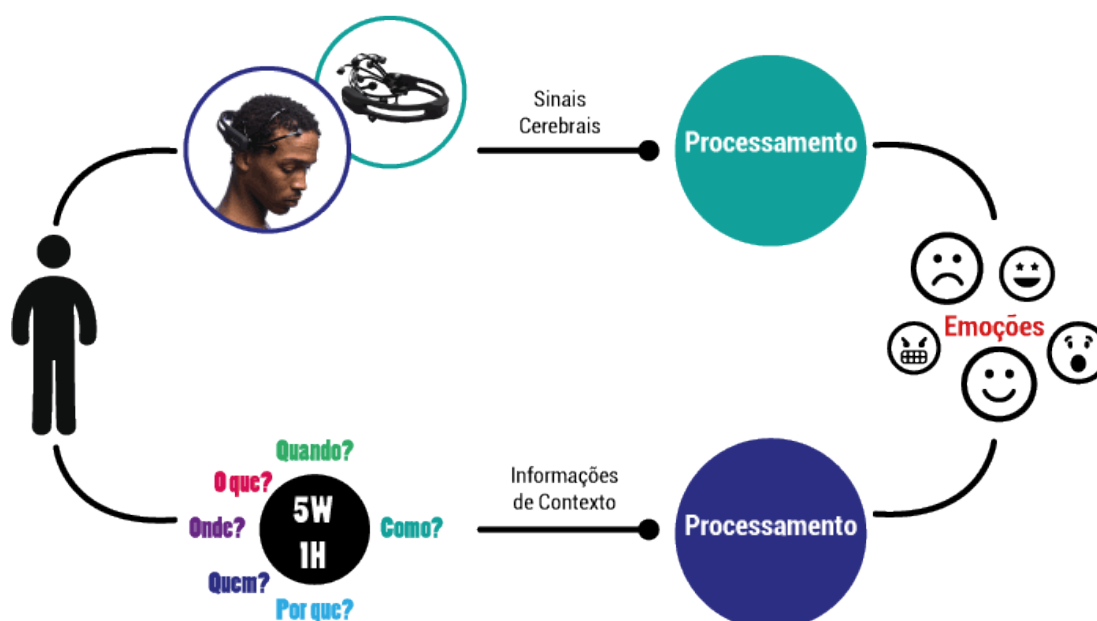 Sinais
Cerebrais
Processamento
Emoções
Quando?
O que?
Onde?
5W
1H
Como?
Quem?
Por que?
Informações
de Contexto
Processamento